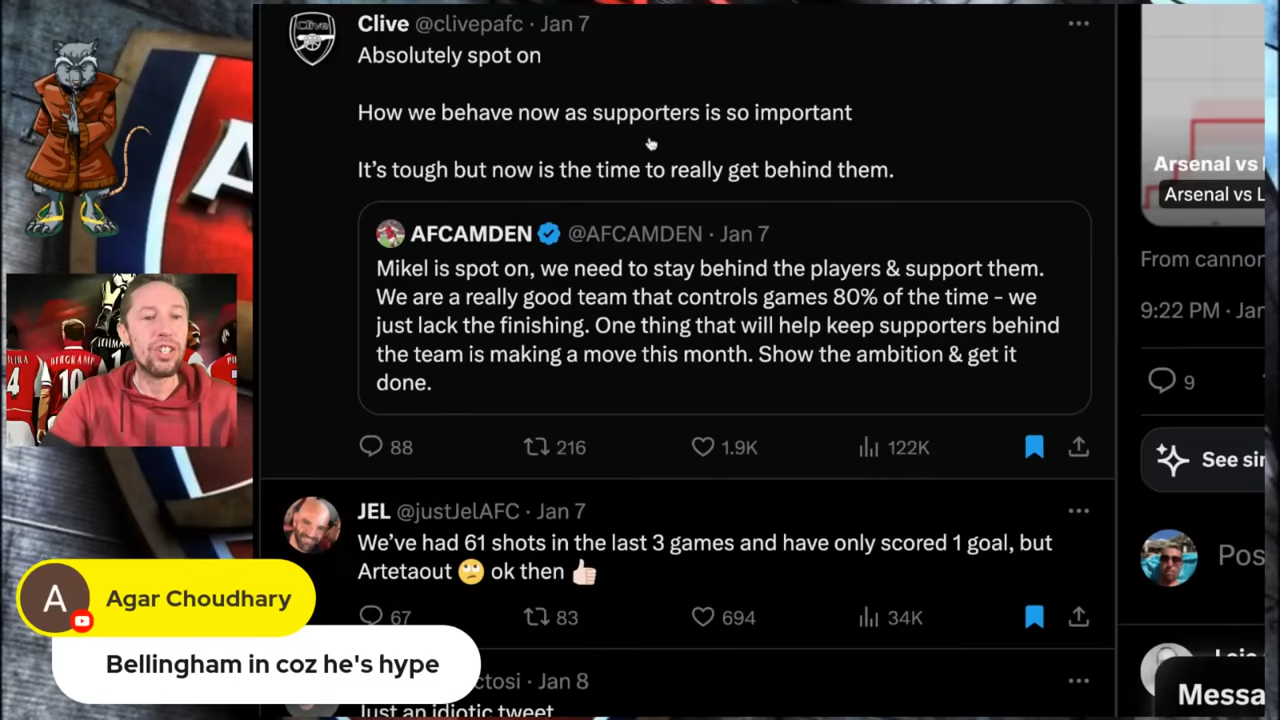 Clive @clivepafc · Jan 7
Absolutely spot on
How we behave now as supporters is so important
It's tough but now is the time to really get behind them.
AFCAMDEN @AFCAMDEN · Jan 7
Mikel is spot on, we need to stay behind the players & support them.
We are a really good team that controls games 80% of the time - we
just lack the finishing. One thing that will help keep supporters behind
the team is making a move this month. Show the ambition & get it
done.
88 216 1.9K 122K
JEL @justJelAFC · Jan 7
We've had 61 shots in the last 3 games and have only scored 1 goal, but
Artetaout 🙄 ok then 👍🏻
67 83 694 34K
ctosi · Jan 8
Just an idiotic tweet
Arsenal vs
Arsenal vs L
From cannon
9:22 PM · Jan
9
See sin
Pos
Messa
Clive
4
BERGKAMP
10
A
Agar Choudhary
Bellingham in coz he's hype